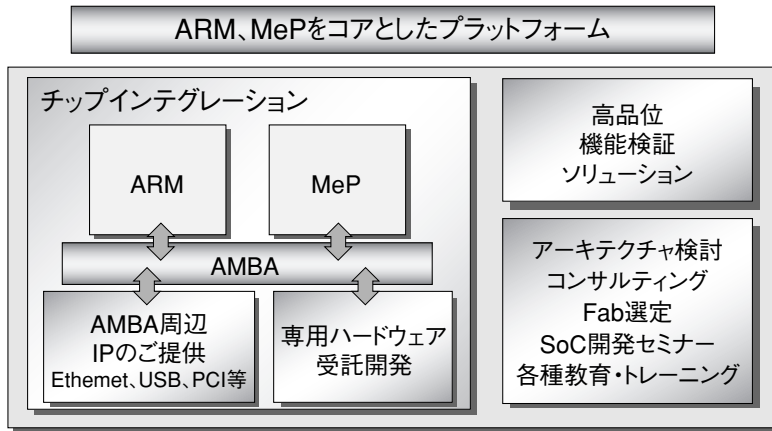 ARM、MePをコアとしたプラットフォーム
チップインテグレーション
ARM
MeP
AMBA
AMBA周辺
IPのご提供
Ethemet、USB、PCI等
専用ハードウェア
受託開発
高品位
機能検証
ソリューション
アーキテクチャ検討
コンサルティング
Fab選定
SoC開発セミナー
各種教育・トレーニング